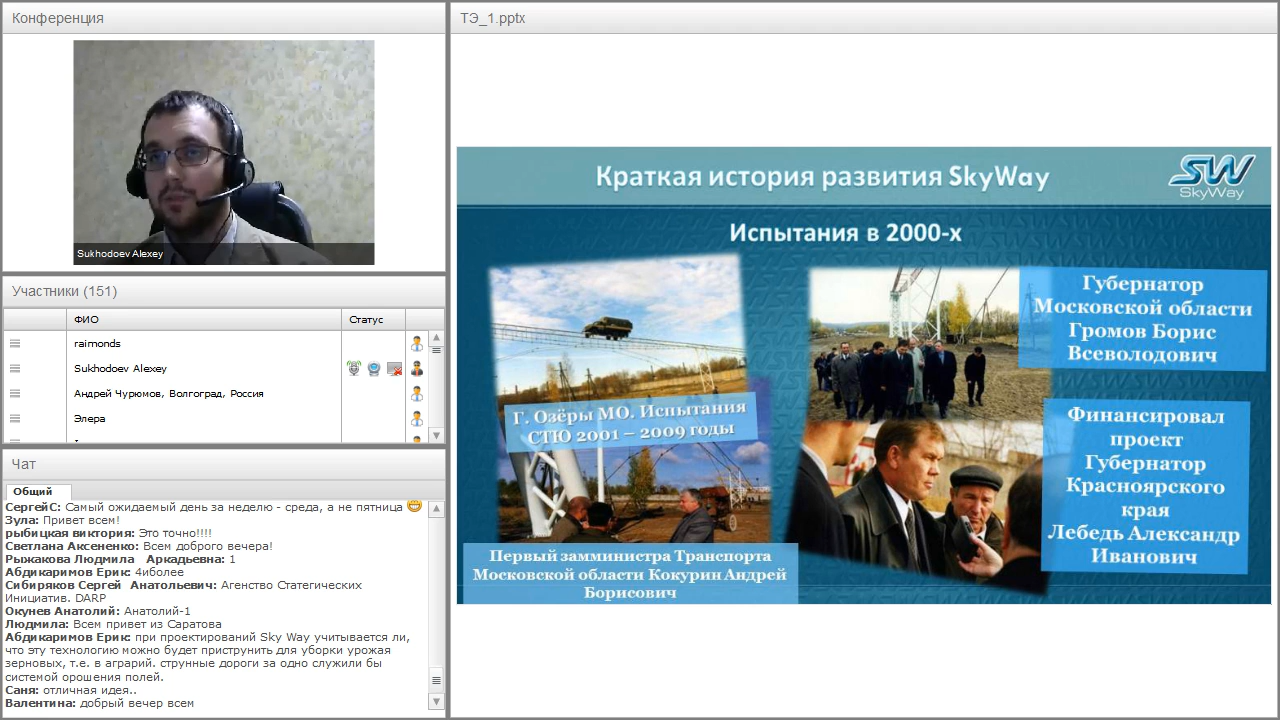 Конференция
Sukhodoev Alexey
Участники (151)
ФИО
Статус
raimonds
Sukhodoev Alexey
Андрей Чурюмов, Волгоград, Россия
Элера
Чат
Общий
СергейС: Самый ожидаемый день за неделю - среда, а не пятница
Зула: Привет всем!
рыбицкая виктория: Это точно!!!!
Светлана Аксененко: Всем доброго вечера!
Рыжакова Людмила Аркадьевна: 1
Абдикаримов Ерик: 4иболее
Сибиряков Сергей Анатольевич: Агенство Статегических
Инициатив. DARP
Окунев Анатолий: Анатолий-1
Людмила: Всем привет из Саратова
Абдикаримов Ерик: при проектирований Sky Way учитывается ли,
что эту технологию можно будет приструнить для уборки урожая
зерновых, т.е. в аграрий. струнные дороги за одно служили бы
системой орошения полей.
Саня: отличная идея..
Валентина: добрый вечер всем
ТЭ_1.pptx
Краткая история развития SkyWay
SW
SkyWay
Испытания в 2000-х
Г. Озёры МО. Испытания
СТЮ 2001 – 2009 годы
Первый замминистра Транспорта
Московской области Кокурин Андрей
Борисович
Губернатор
Московской области
Громов Борис
Всеволодович
Финансировал
проект
Губернатор
Красноярского
края
Лебедь Александр
Иванович